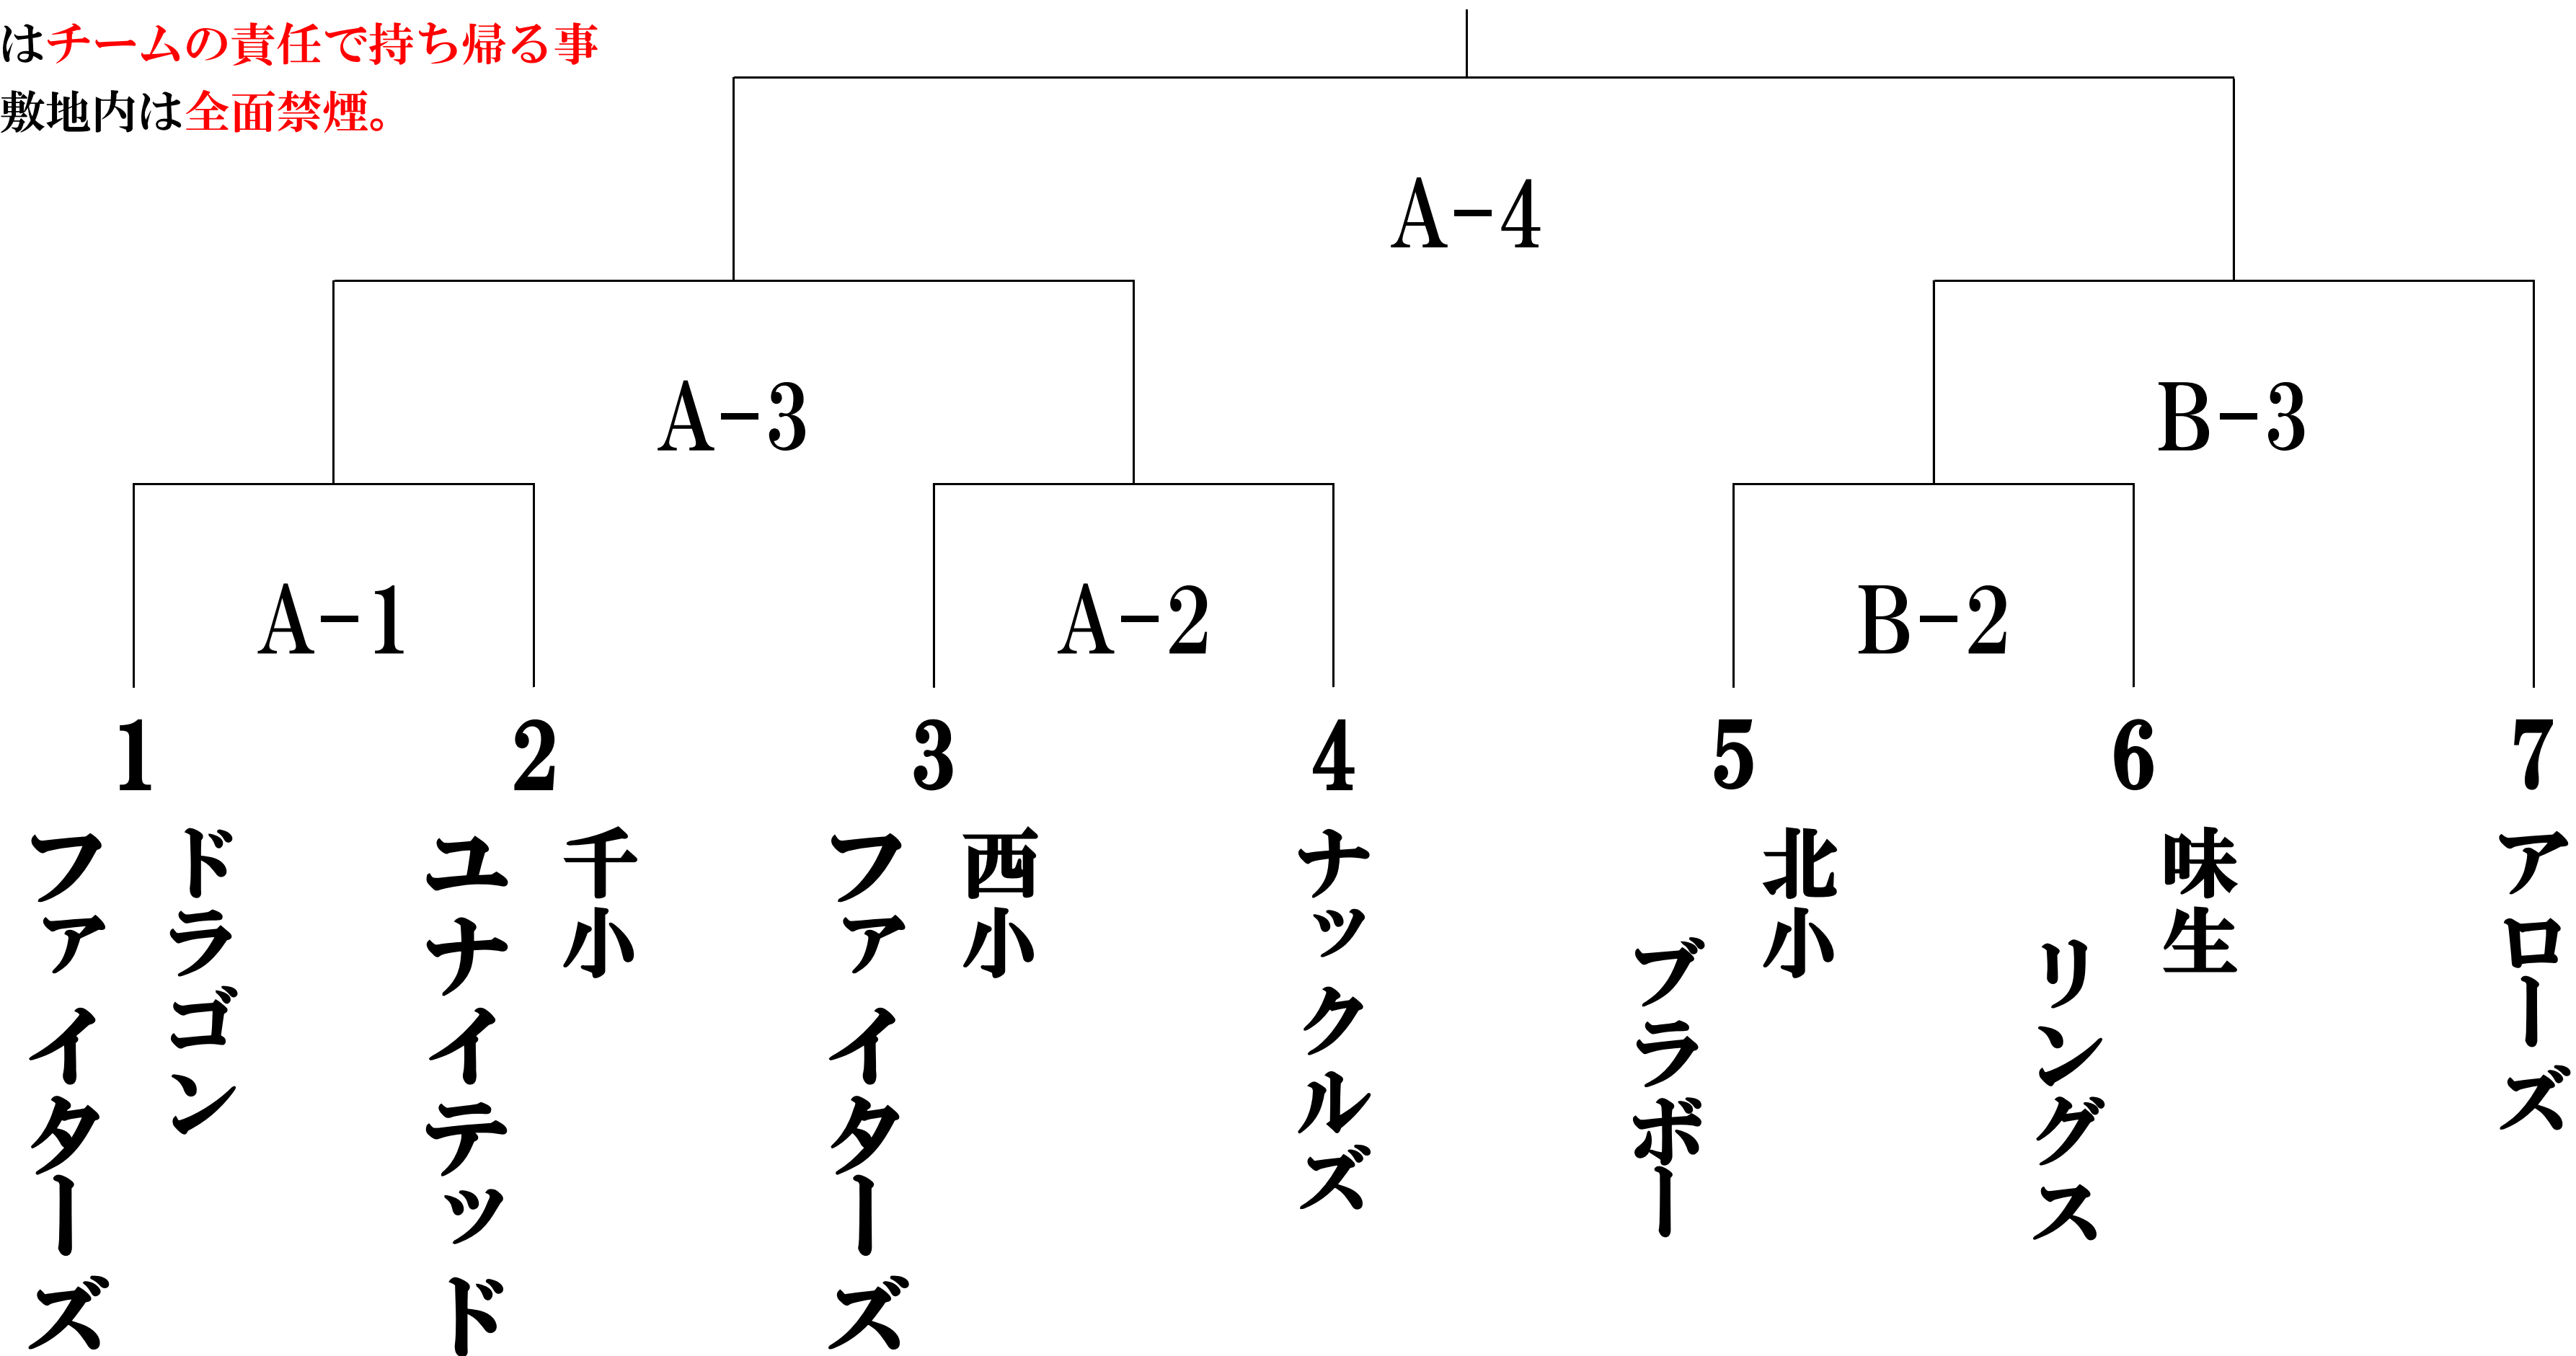 はチームの責任で持ち帰る事
敷地内は全面禁煙。
A-4
A-3
B-3
A-1
A-2
B-2
1
2
3
4
5
6
7
ドラゴン
ファイターズ
千小
ユナイテッド
西小
ファイターズ
ナックルズ
北小
ブラボー
味生
リングス
アローズ